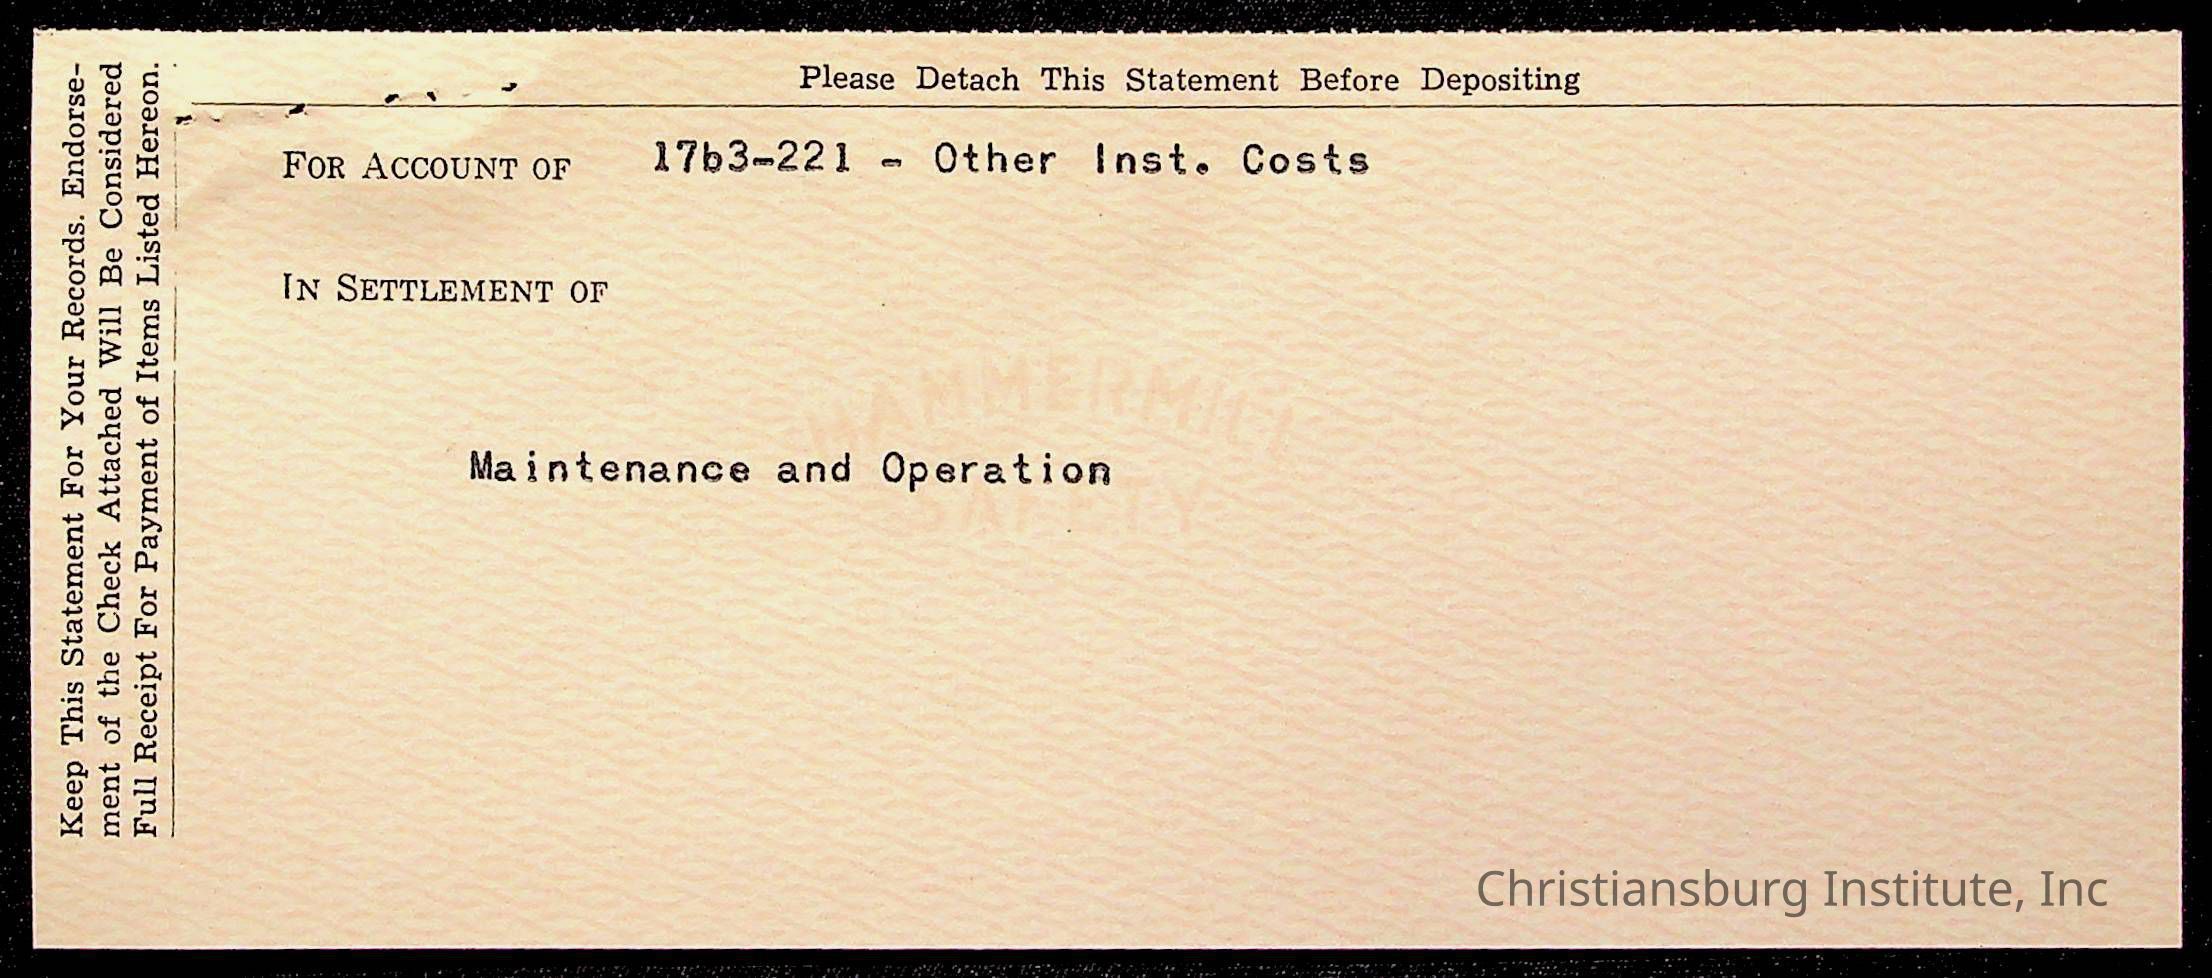 Please Detach This Statement Before Depositing
FOR ACCOUNT OF 17b3-221 - Other Inst. Costs
IN SETTLEMENT OF
Maintenance and Operation
HAMMERMILL
SAFETY
Keep This Statement For Your Records. Endorse-
ment of the Check Attached Will Be Considered
Full Receipt For Payment of Items Listed Hereon.
Christiansburg Institute, Inc